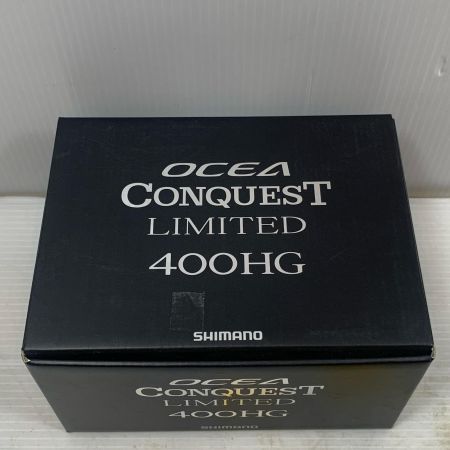 OCEA
CONQUEST
LIMITED
400HG
SHIMANO
OCEA
CONQUEST
LIMITED
400HG
SHIMANO